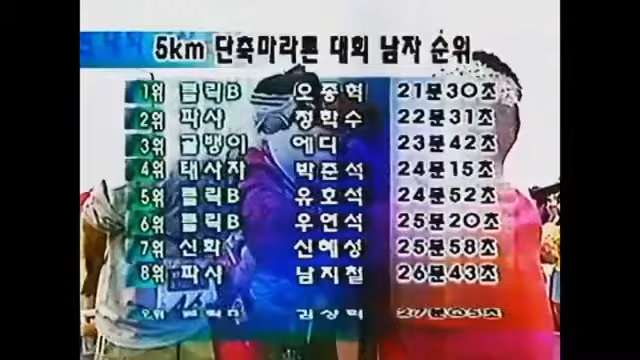 5km 단축마라톤 대회 남자 순위
1위 클릭B 오종혁 21분30초
2위 파사 정학수 22분31초
3위 골뱅이 에디 23분42초
4위 태사자 박준석 24분15초
5위 클릭B 유호석 24분52초
6위 클릭B 우연석 25분20초
7위 신화 신혜성 25분58초
8위 파사 남지철 26분43초
김상혁